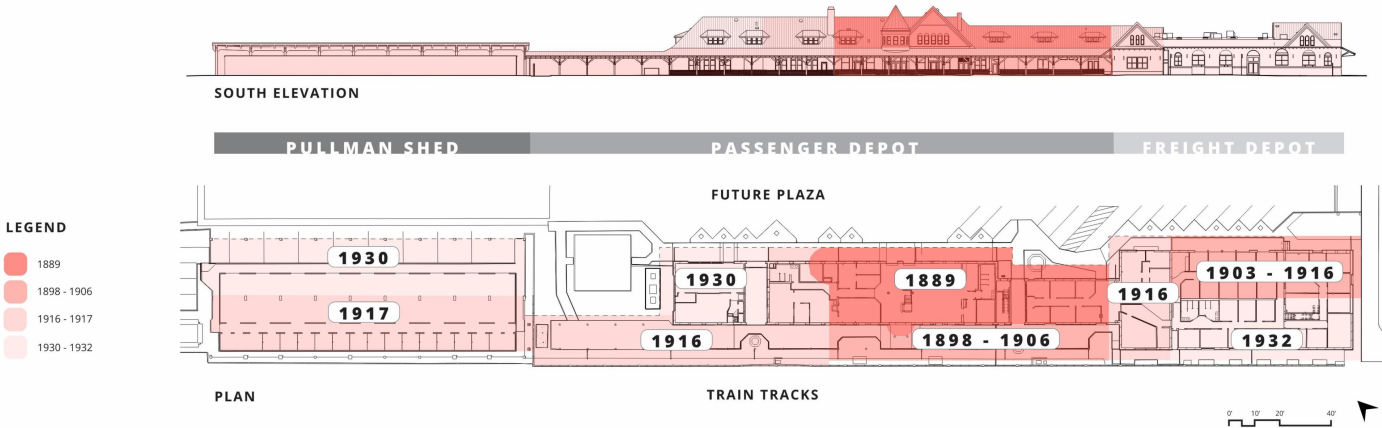 SOUTH ELEVATION
PULLMAN SHED
PASSENGER DEPOT
FREIGHT DEPOT
FUTURE PLAZA
LEGEND
1889
1898 - 1906
1916 - 1917
1930 - 1932
1930
1917
1930
1889
1916
1903 - 1916
1916
1898 - 1906
1932
PLAN
TRAIN TRACKS
0' 10' 20' 40'